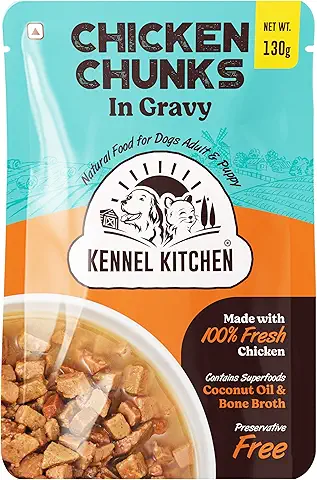 CHICKEN
CHUNKS
In Gravy
NET WT.
130g
Natural Food for Dogs Adult & Puppy
KENNEL KITCHEN®
Made with
100% Fresh
Chicken
Contains Superfoods
Coconut Oil &
Bone Broth
Preservative
Free